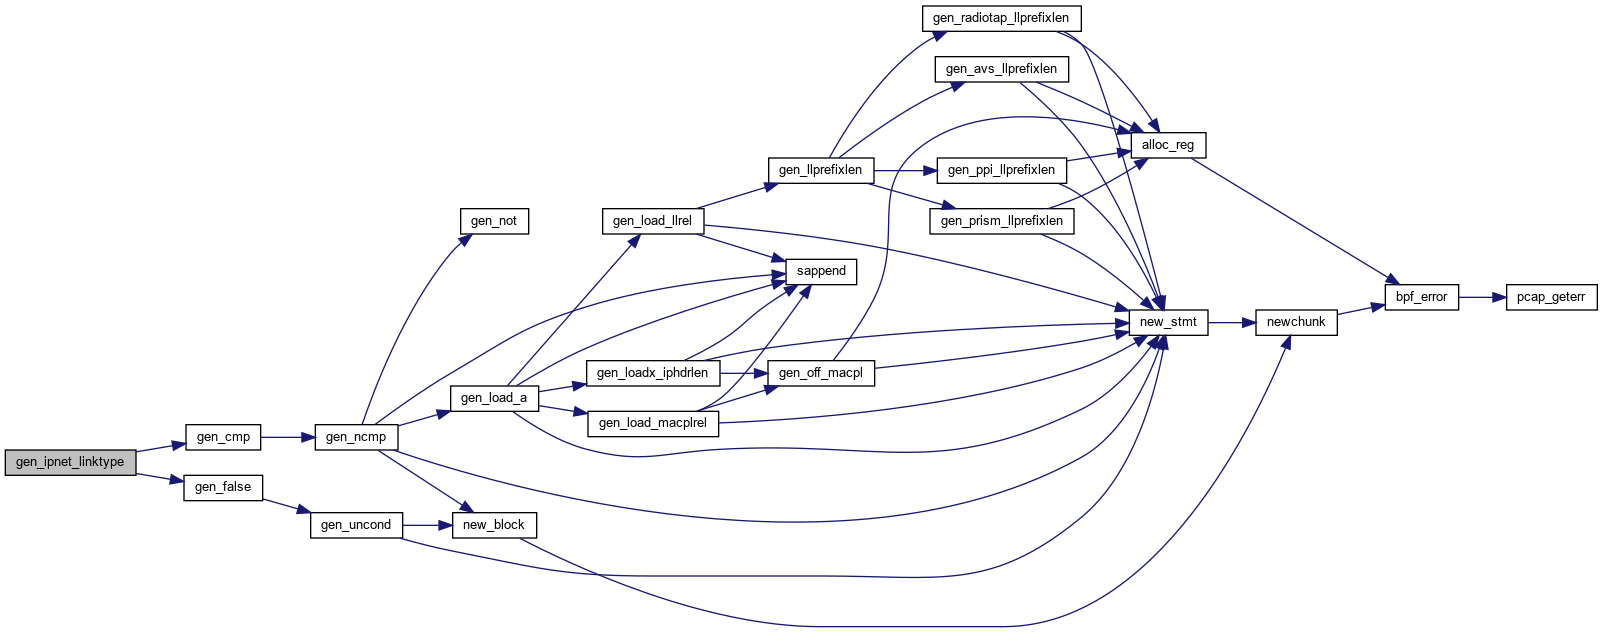 gen_radiotap_llprefixlen
gen_avs_llprefixlen
alloc_reg
gen_llprefixlen
gen_ppi_llprefixlen
gen_not
gen_load_llrel
gen_prism_llprefixlen
sappend
bpf_error
pcap_geterr
new_stmt
newchunk
gen_loadx_iphdrlen
gen_off_macpl
gen_load_a
gen_load_macplrel
gen_cmp
gen_ncmp
gen_ipnet_linktype
gen_false
gen_uncond
new_block